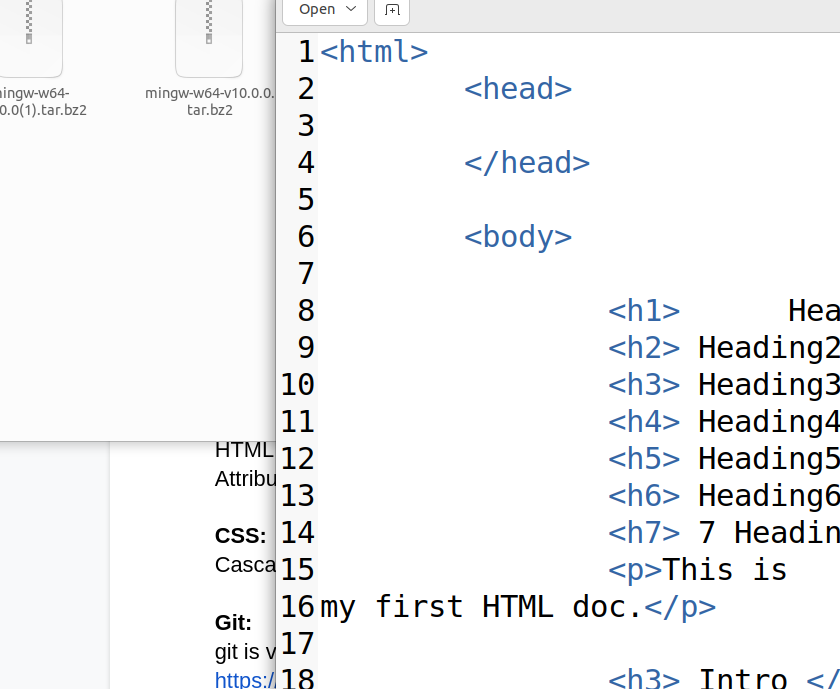 Open
mingw-w64-v10.0.0.
0.0(1).tar.bz2
tar.bz2
1 <html>
2 <head>
3
4 </head>
5
6 <body>
7
8 <h1> Hea
9 <h2> Heading2
10 <h3> Heading3
11 <h4> Heading4
12 <h5> Heading5
13 <h6> Heading6
14 <h7> 7 Headin
15 <p>This is
16 my first HTML doc.</p>
17
18 <h3> Intro </
HTML
Attribu
CSS:
Casca
Git:
git is v
https:/